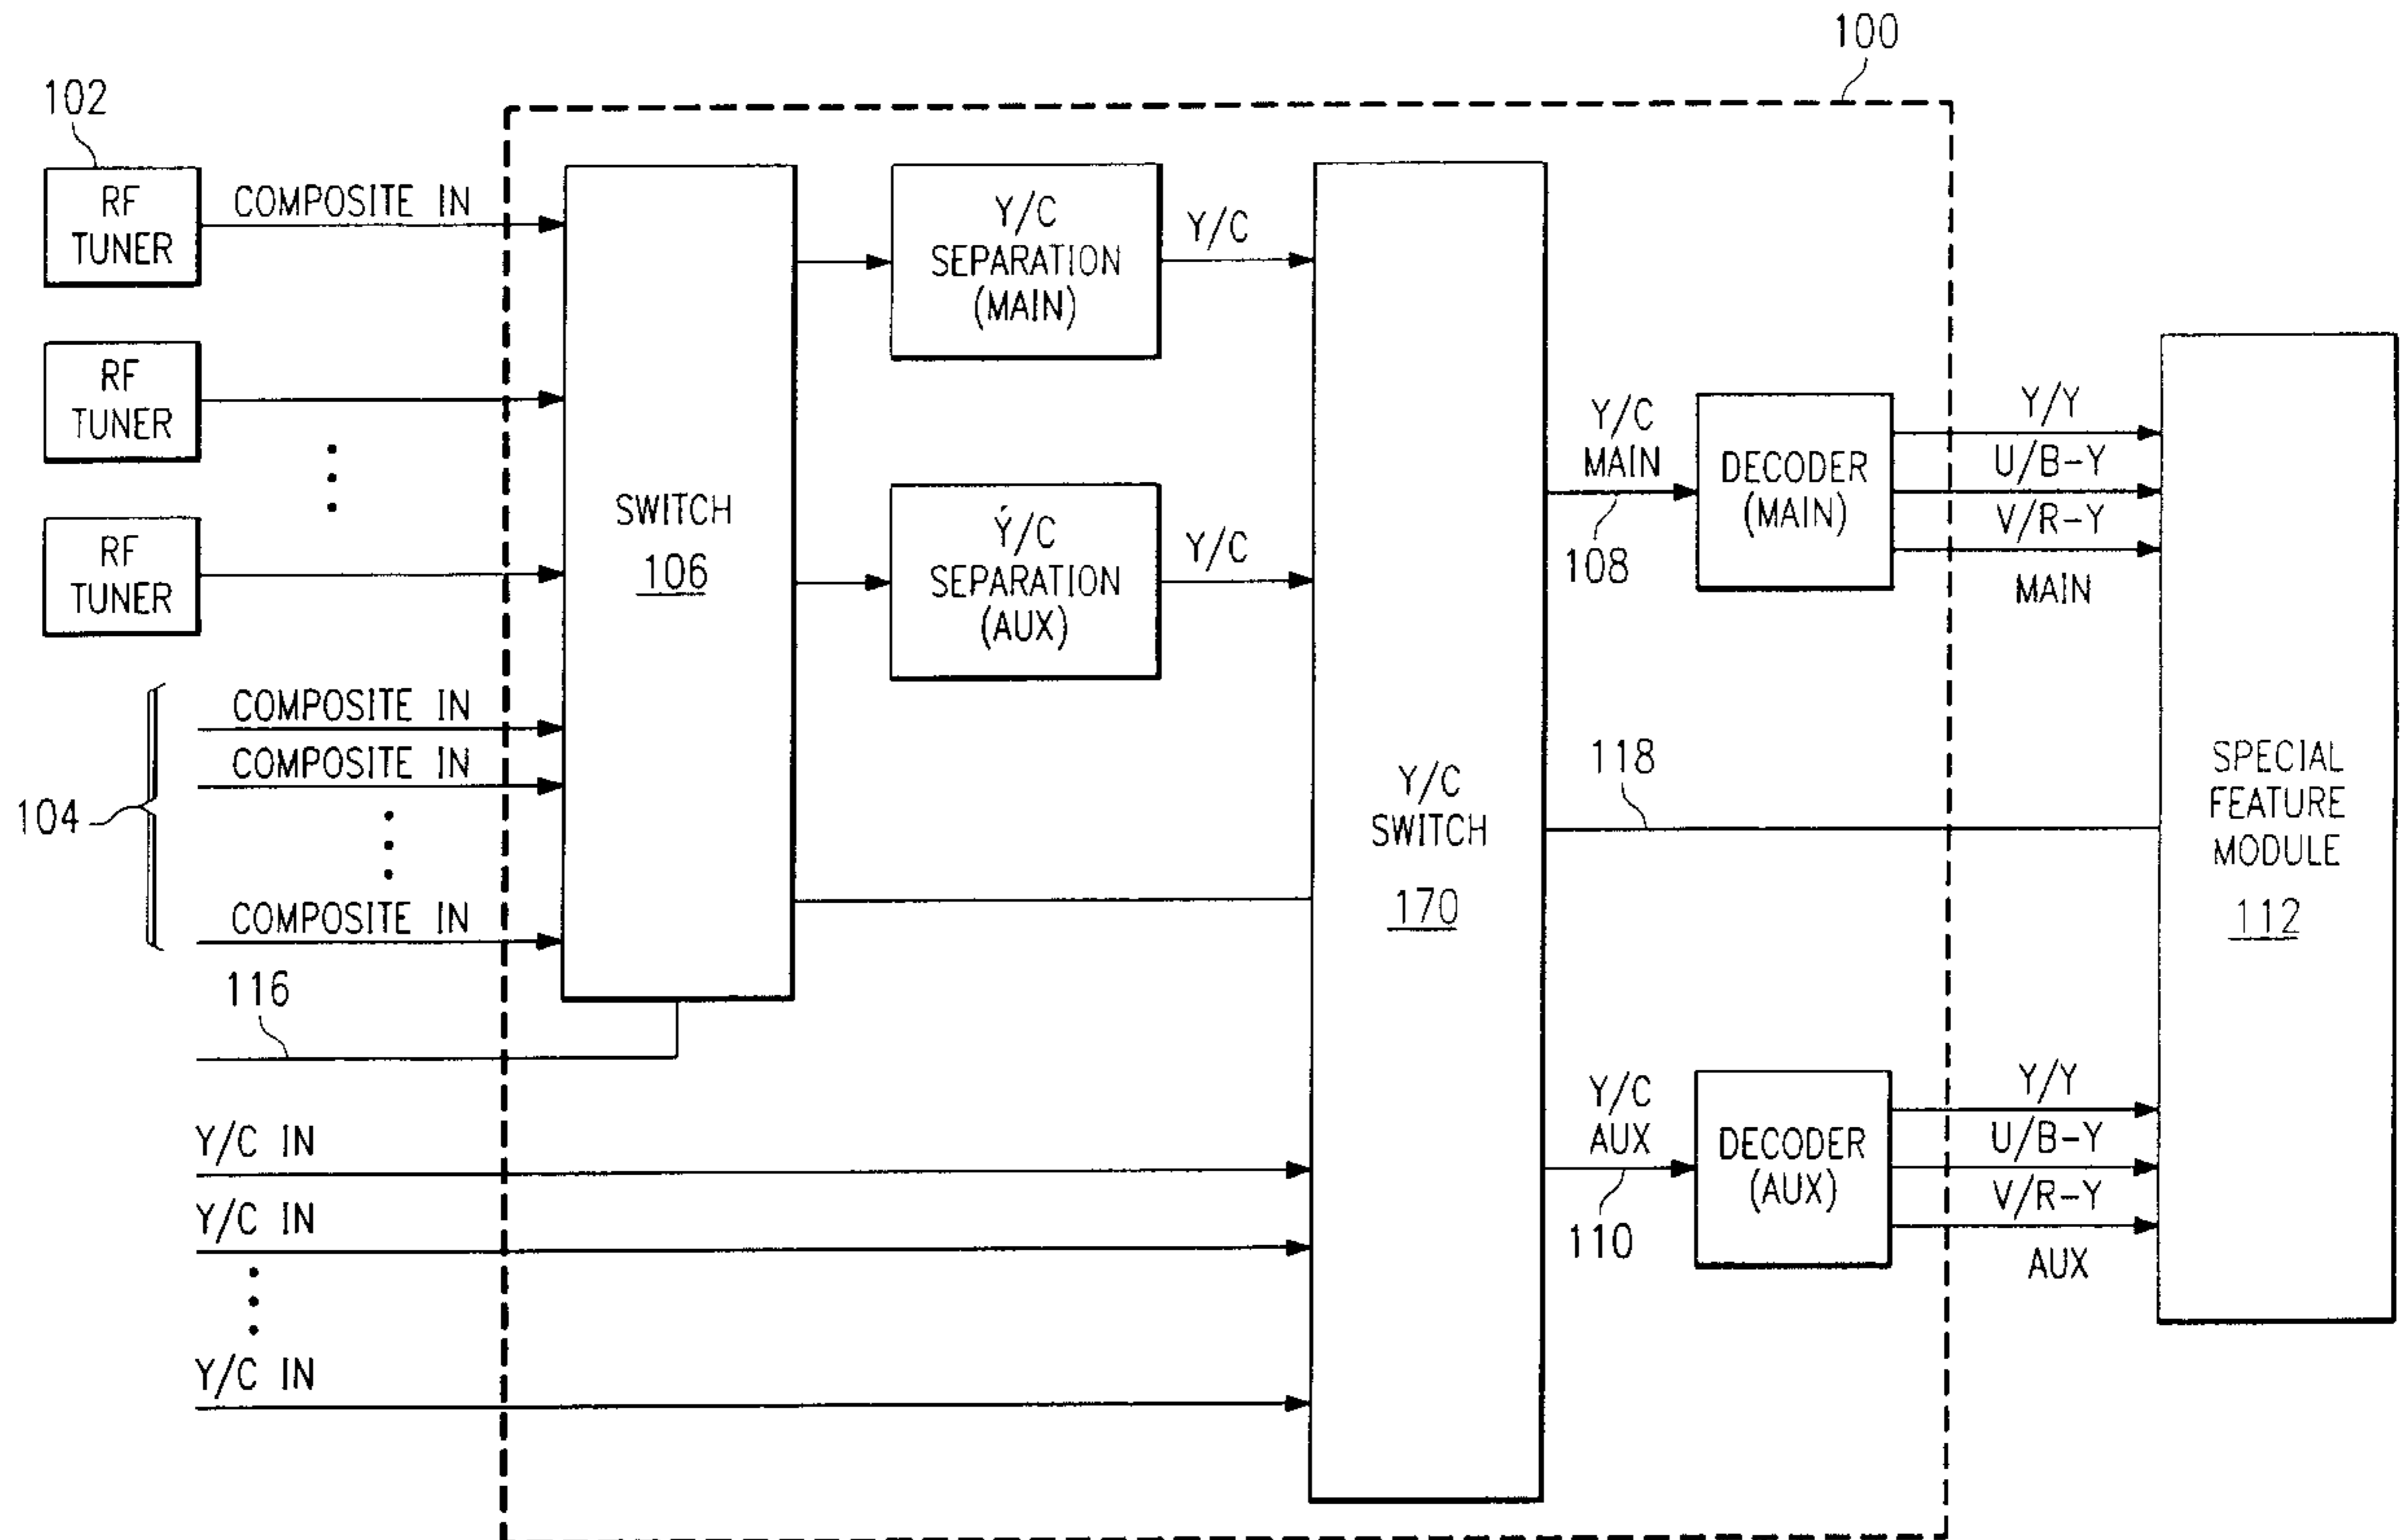 100
102
RF
TUNER
COMPOSITE IN
RF
TUNER
RF
TUNER
COMPOSITE IN
COMPOSITE IN
104
COMPOSITE IN
116
Y/C IN
Y/C IN
Y/C IN
SWITCH
106
Y/C
SEPARATION
(MAIN)
Y/C
Y/C
SEPARATION
(AUX)
Y/C
Y/C
SWITCH
170
Y/C
MAIN
108
DECODER
(MAIN)
Y/Y
U/B-Y
V/R-Y
MAIN
118
SPECIAL
FEATURE
MODULE
112
Y/C
AUX
110
DECODER
(AUX)
Y/Y
U/B-Y
V/R-Y
AUX